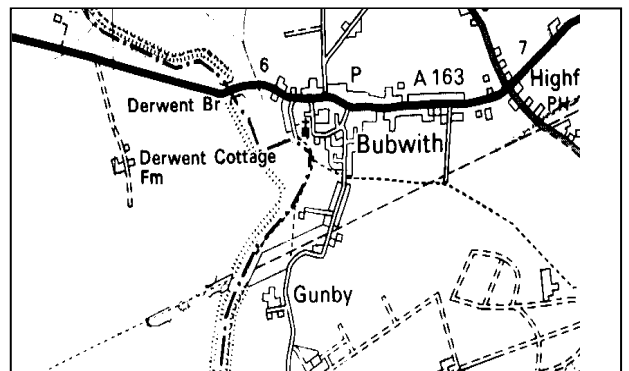 7
6
P
A 163
Highf
PH
Derwent Br
Bubwith
Derwent Cottage
Fm
Gunby